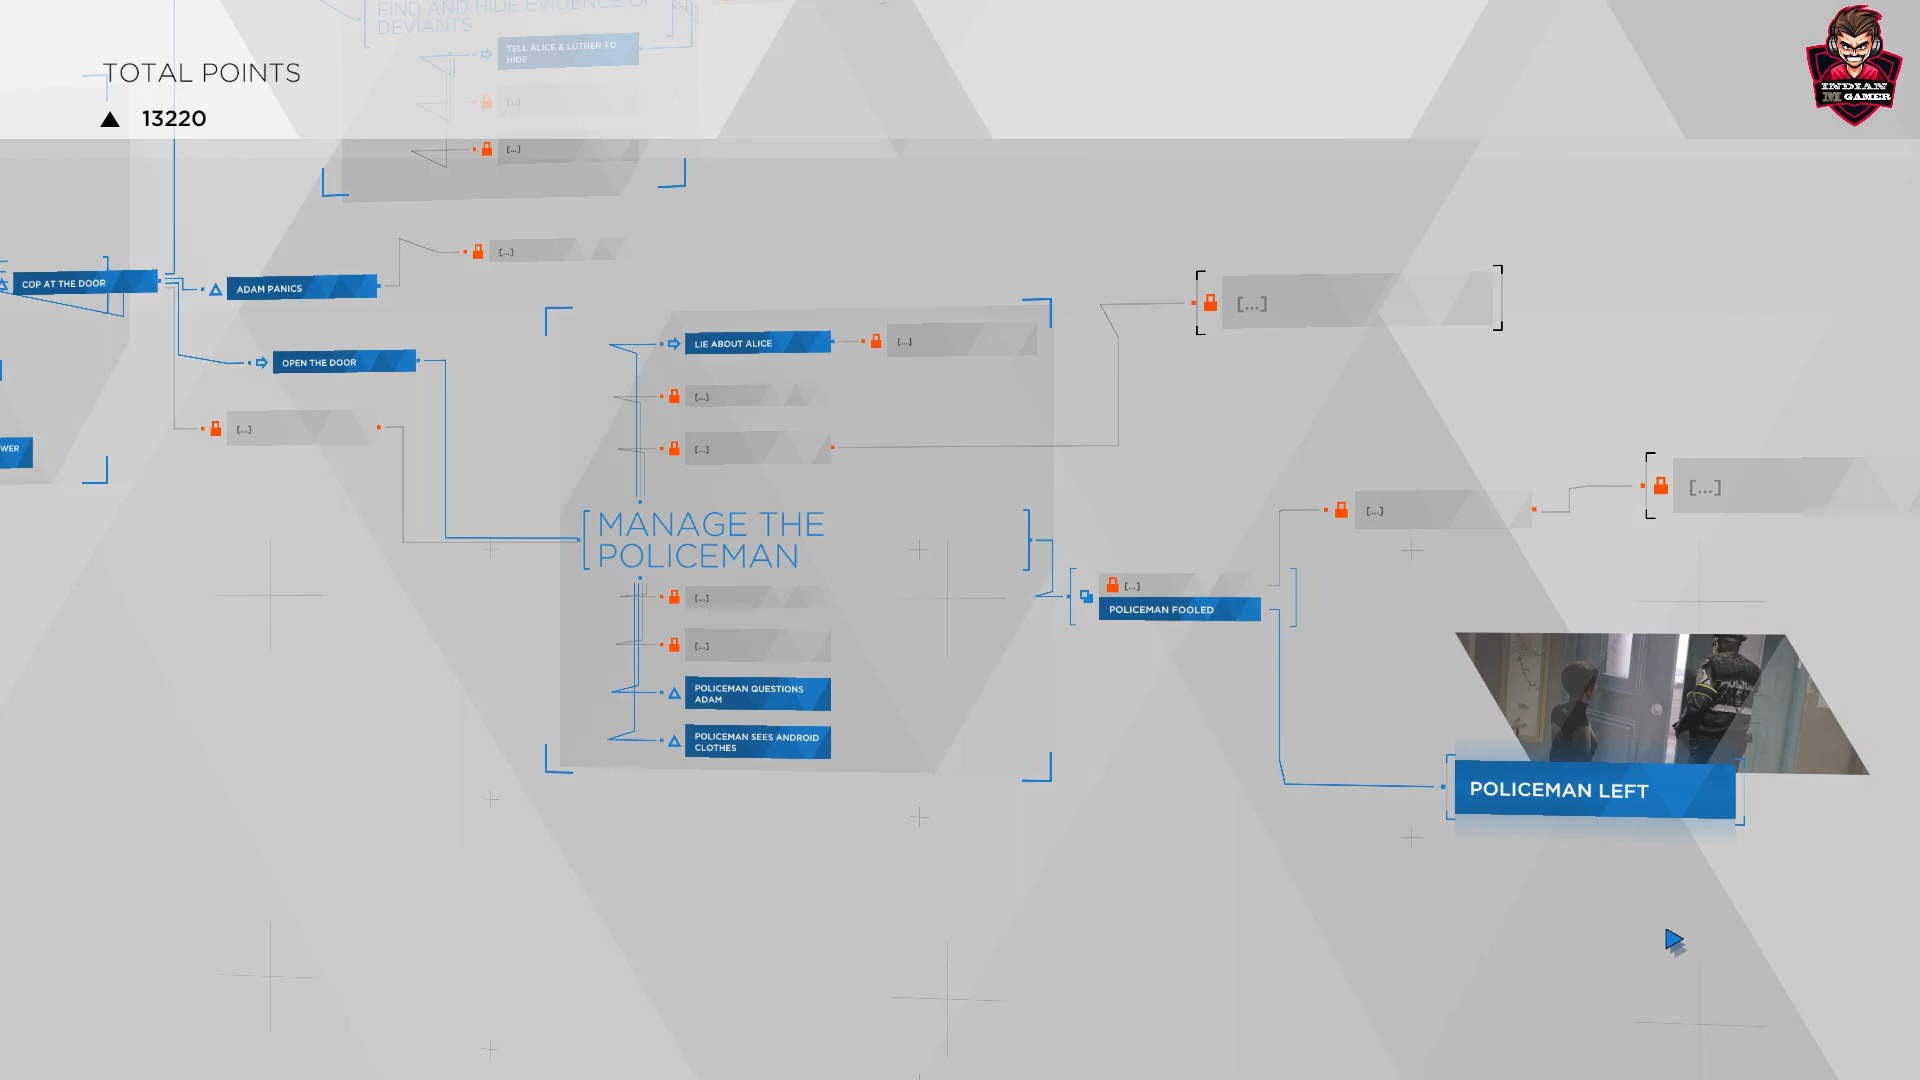 FIND AND HIDE EVIDENCE OF
DEVIANTS
TELL ALICE & LUTHER TO
HIDE
TOTAL POINTS
13220
INDIAN
M GAMER
[...]
[...]
[...]
COP AT THE DOOR
ADAM PANICS
[...]
LIE ABOUT ALICE
[...]
OPEN THE DOOR
[...]
[...]
[...]
WER
[...]
[...]
MANAGE THE
POLICEMAN
[...]
[...]
POLICEMAN FOOLED
[...]
[...]
POLICEMAN QUESTIONS
ADAM
POLICEMAN SEES ANDROID
CLOTHES
POLICE
POLICEMAN LEFT